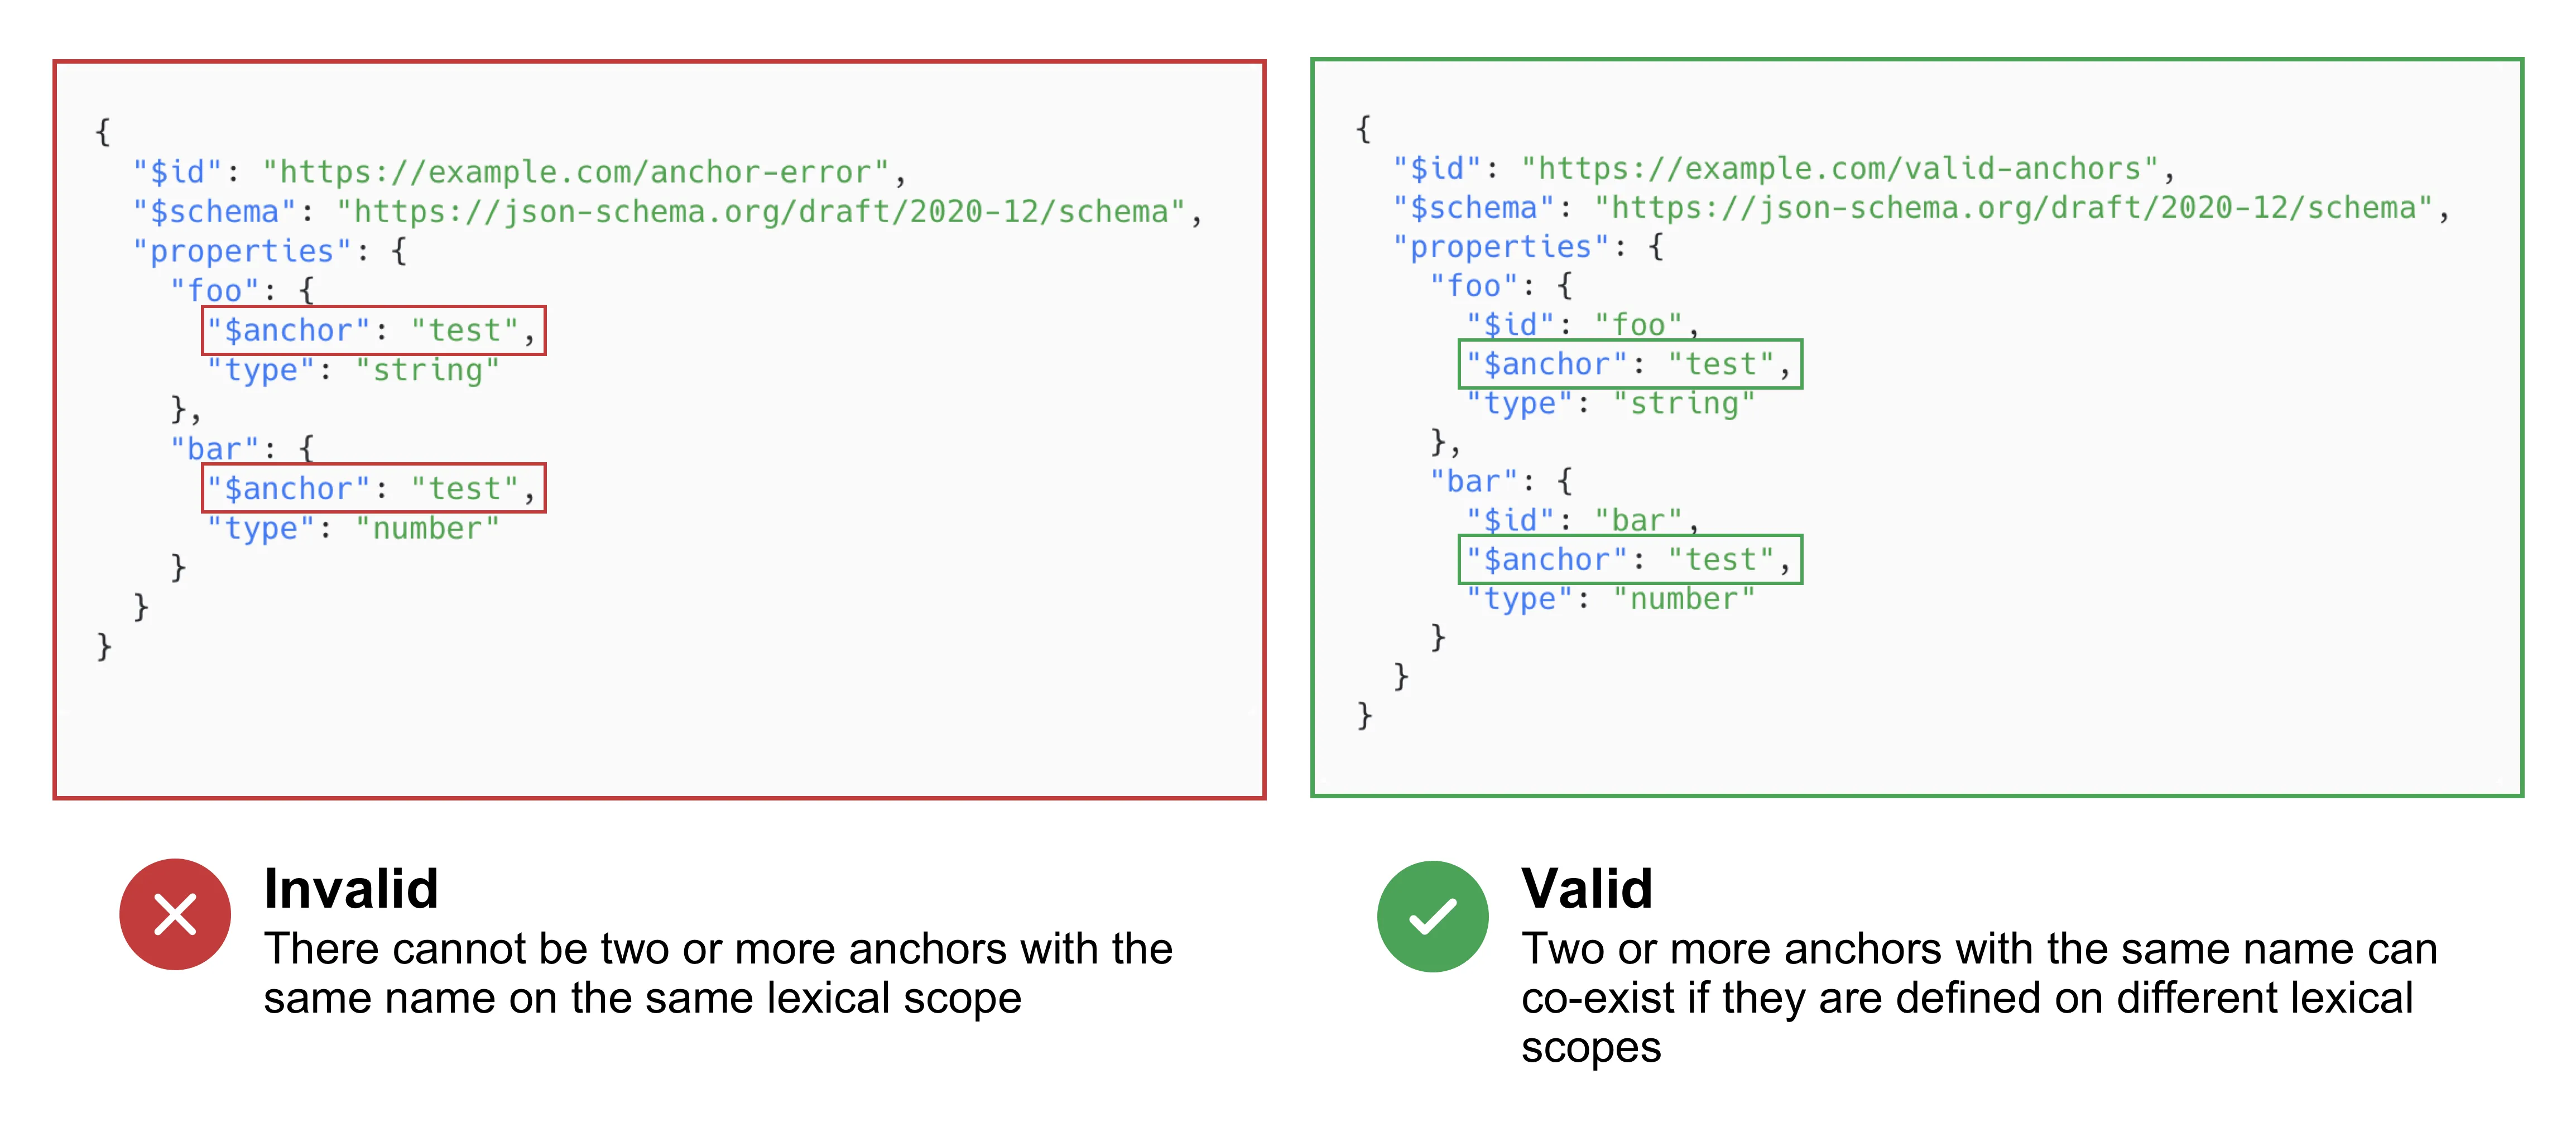 {
  "$id": "https://example.com/anchor-error",
  "$schema": "https://json-schema.org/draft/2020-12/schema",
  "properties": {
    "foo": {
      "$anchor": "test",
      "type": "string"
    },
    "bar": {
      "$anchor": "test",
      "type": "number"
    }
  }
}
Invalid
There cannot be two or more anchors with the
same name on the same lexical scope
{
  "$id": "https://example.com/valid-anchors",
  "$schema": "https://json-schema.org/draft/2020-12/schema",
  "properties": {
    "foo": {
      "$id": "foo",
      "$anchor": "test",
      "type": "string"
    },
    "bar": {
      "$id": "bar",
      "$anchor": "test",
      "type": "number"
    }
  }
}
Valid
Two or more anchors with the same name can
co-exist if they are defined on different lexical
scopes